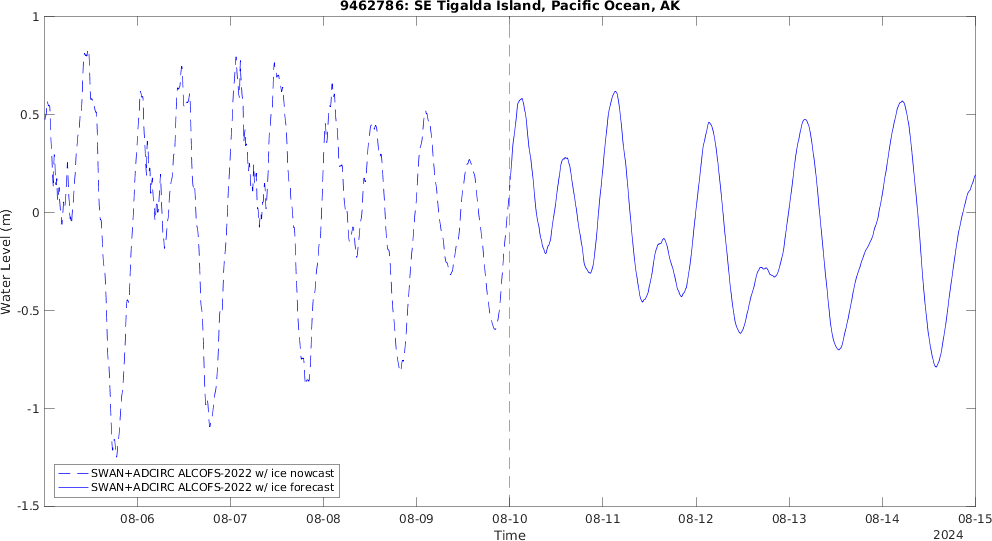 9462786: SE Tigalda Island, Pacific Ocean, AK
1
0.5
0
-0.5
-1
-1.5
Water Level (m)
SWAN+ADCIRC ALCOFS-2022 w/ ice nowcast
SWAN+ADCIRC ALCOFS-2022 w/ ice forecast
08-06 08-07 08-08 08-09 08-10 08-11 08-12 08-13 08-14 08-15
Time
2024